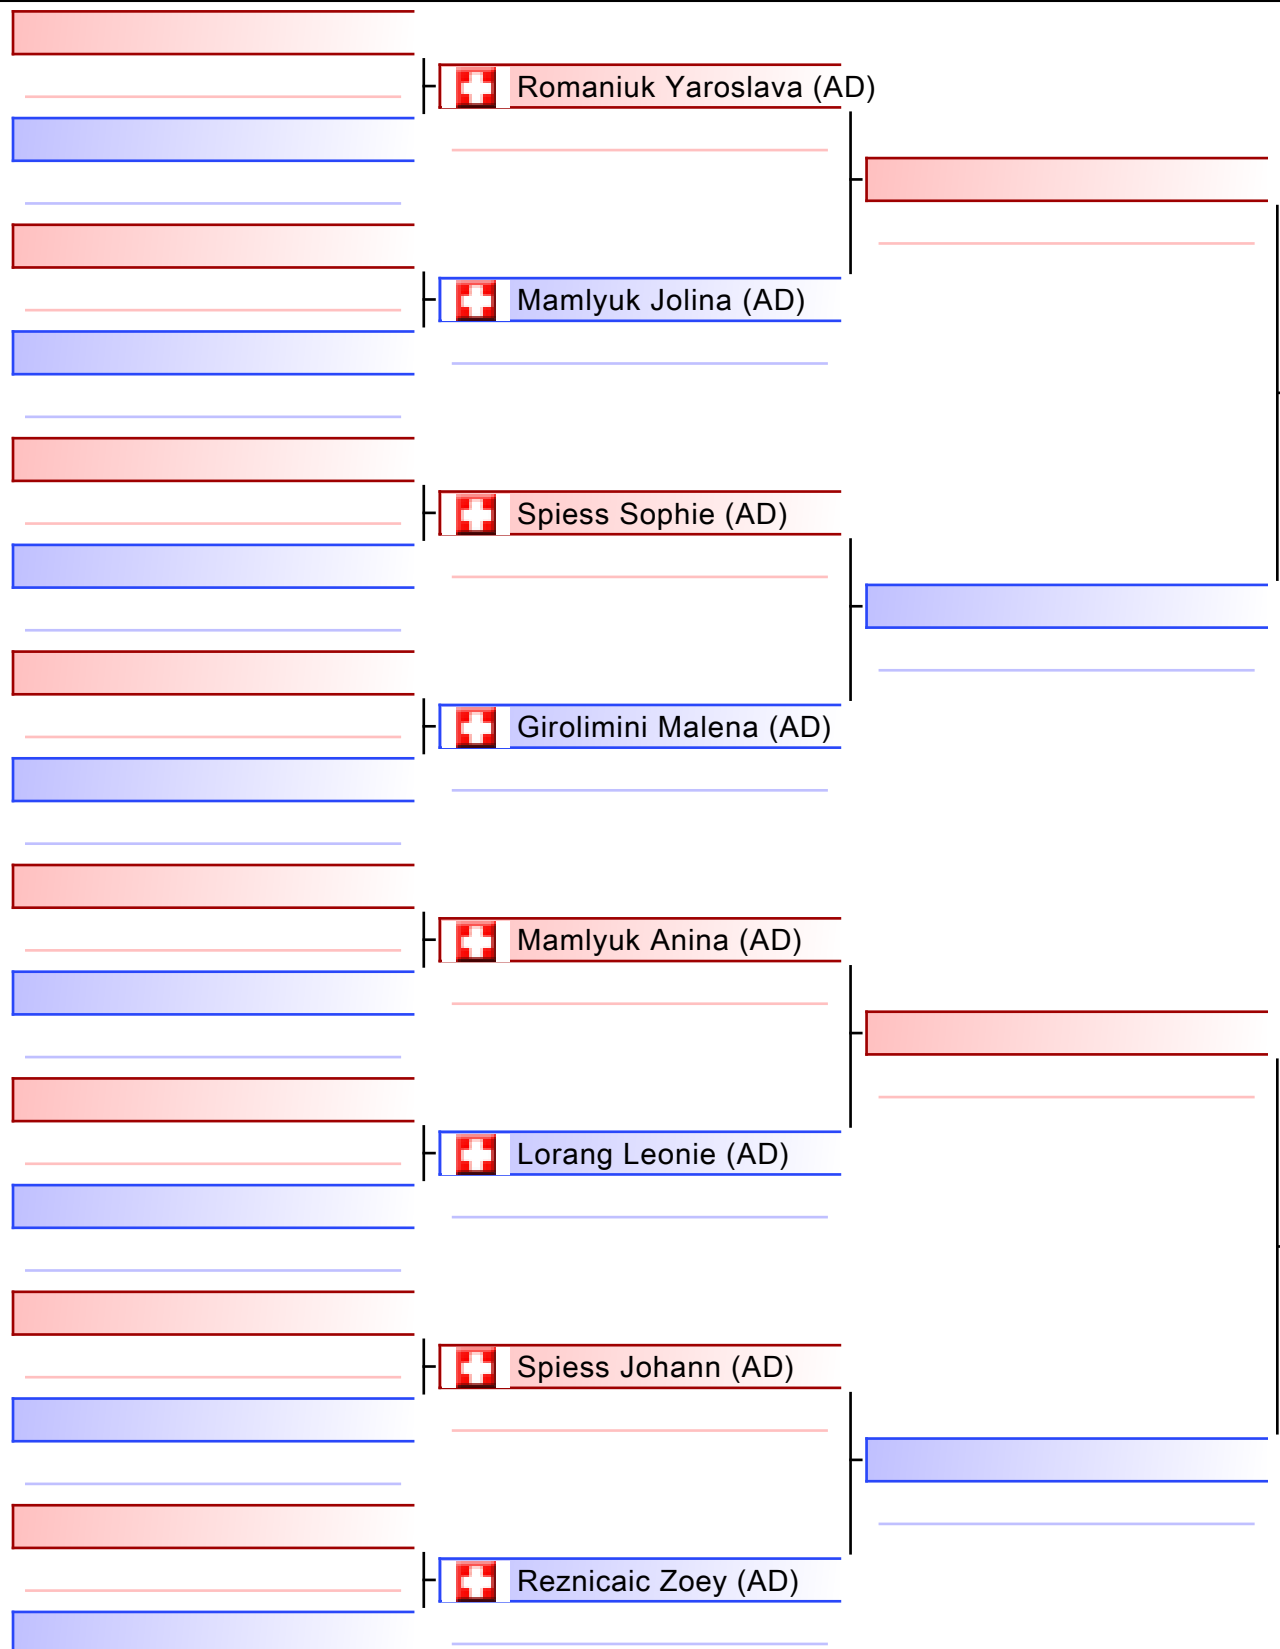 Romaniuk Yaroslava (AD)
Mamlyuk Jolina (AD)
Spiess Sophie (AD)
Girolimini Malena (AD)
Mamlyuk Anina (AD)
Lorang Leonie (AD)
Spiess Johann (AD)
Reznicaic Zoey (AD)